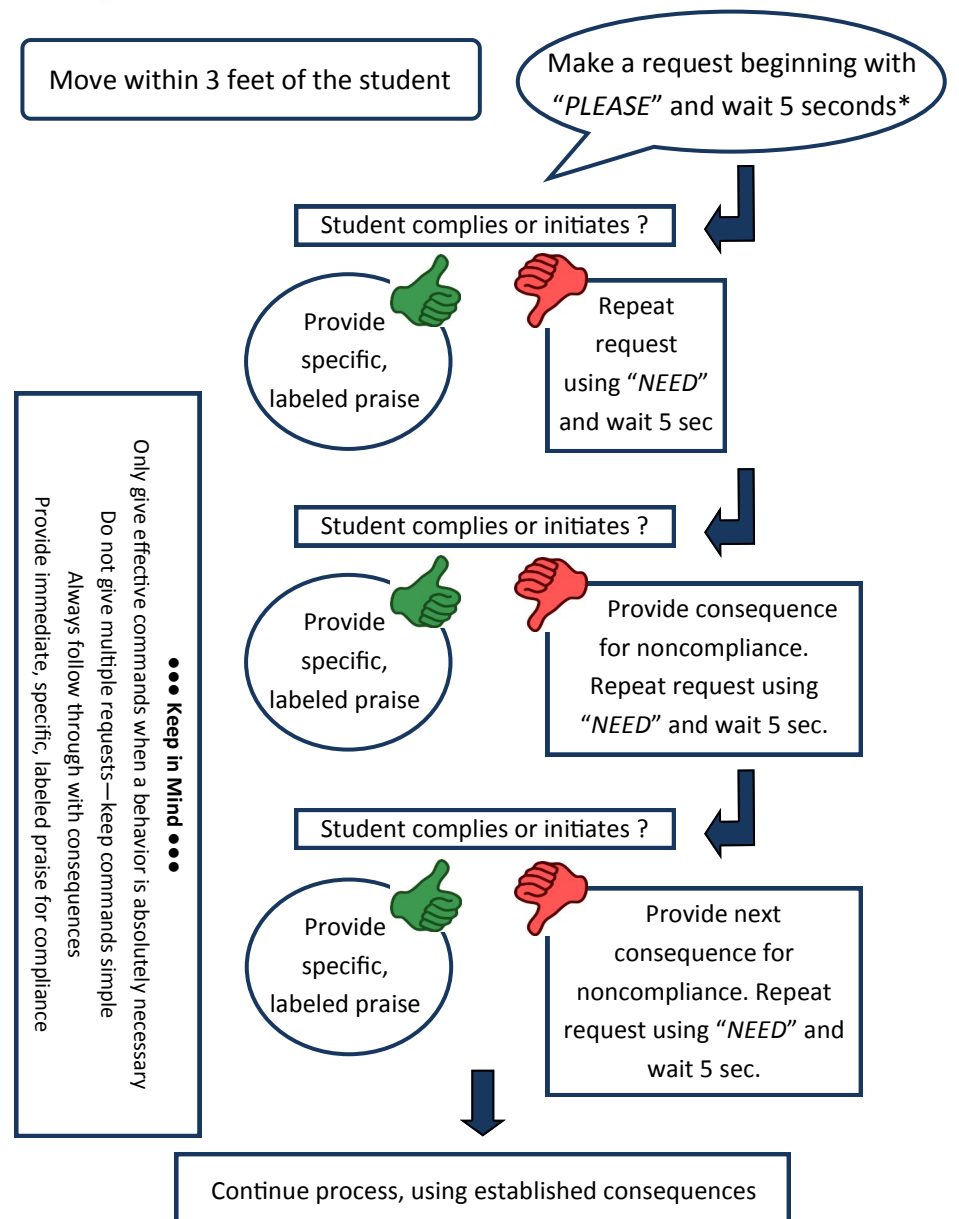 Move within 3 feet of the student
Make a request beginning with
“PLEASE” and wait 5 seconds*
Student complies or initiates ?
Provide
specific,
labeled praise
Repeat
request
using “NEED”
and wait 5 sec
Student complies or initiates ?
Provide
specific,
labeled praise
Provide consequence
for noncompliance.
Repeat request using
“NEED” and wait 5 sec.
Student complies or initiates ?
Provide
specific,
labeled praise
Provide next
consequence for
noncompliance. Repeat
request using “NEED” and
wait 5 sec.
Continue process, using established consequences
●●● Keep in Mind ●●●
Only give effective commands when a behavior is absolutely necessary
Do not give multiple requests—keep commands simple
Always follow through with consequences
Provide immediate, specific, labeled praise for compliance